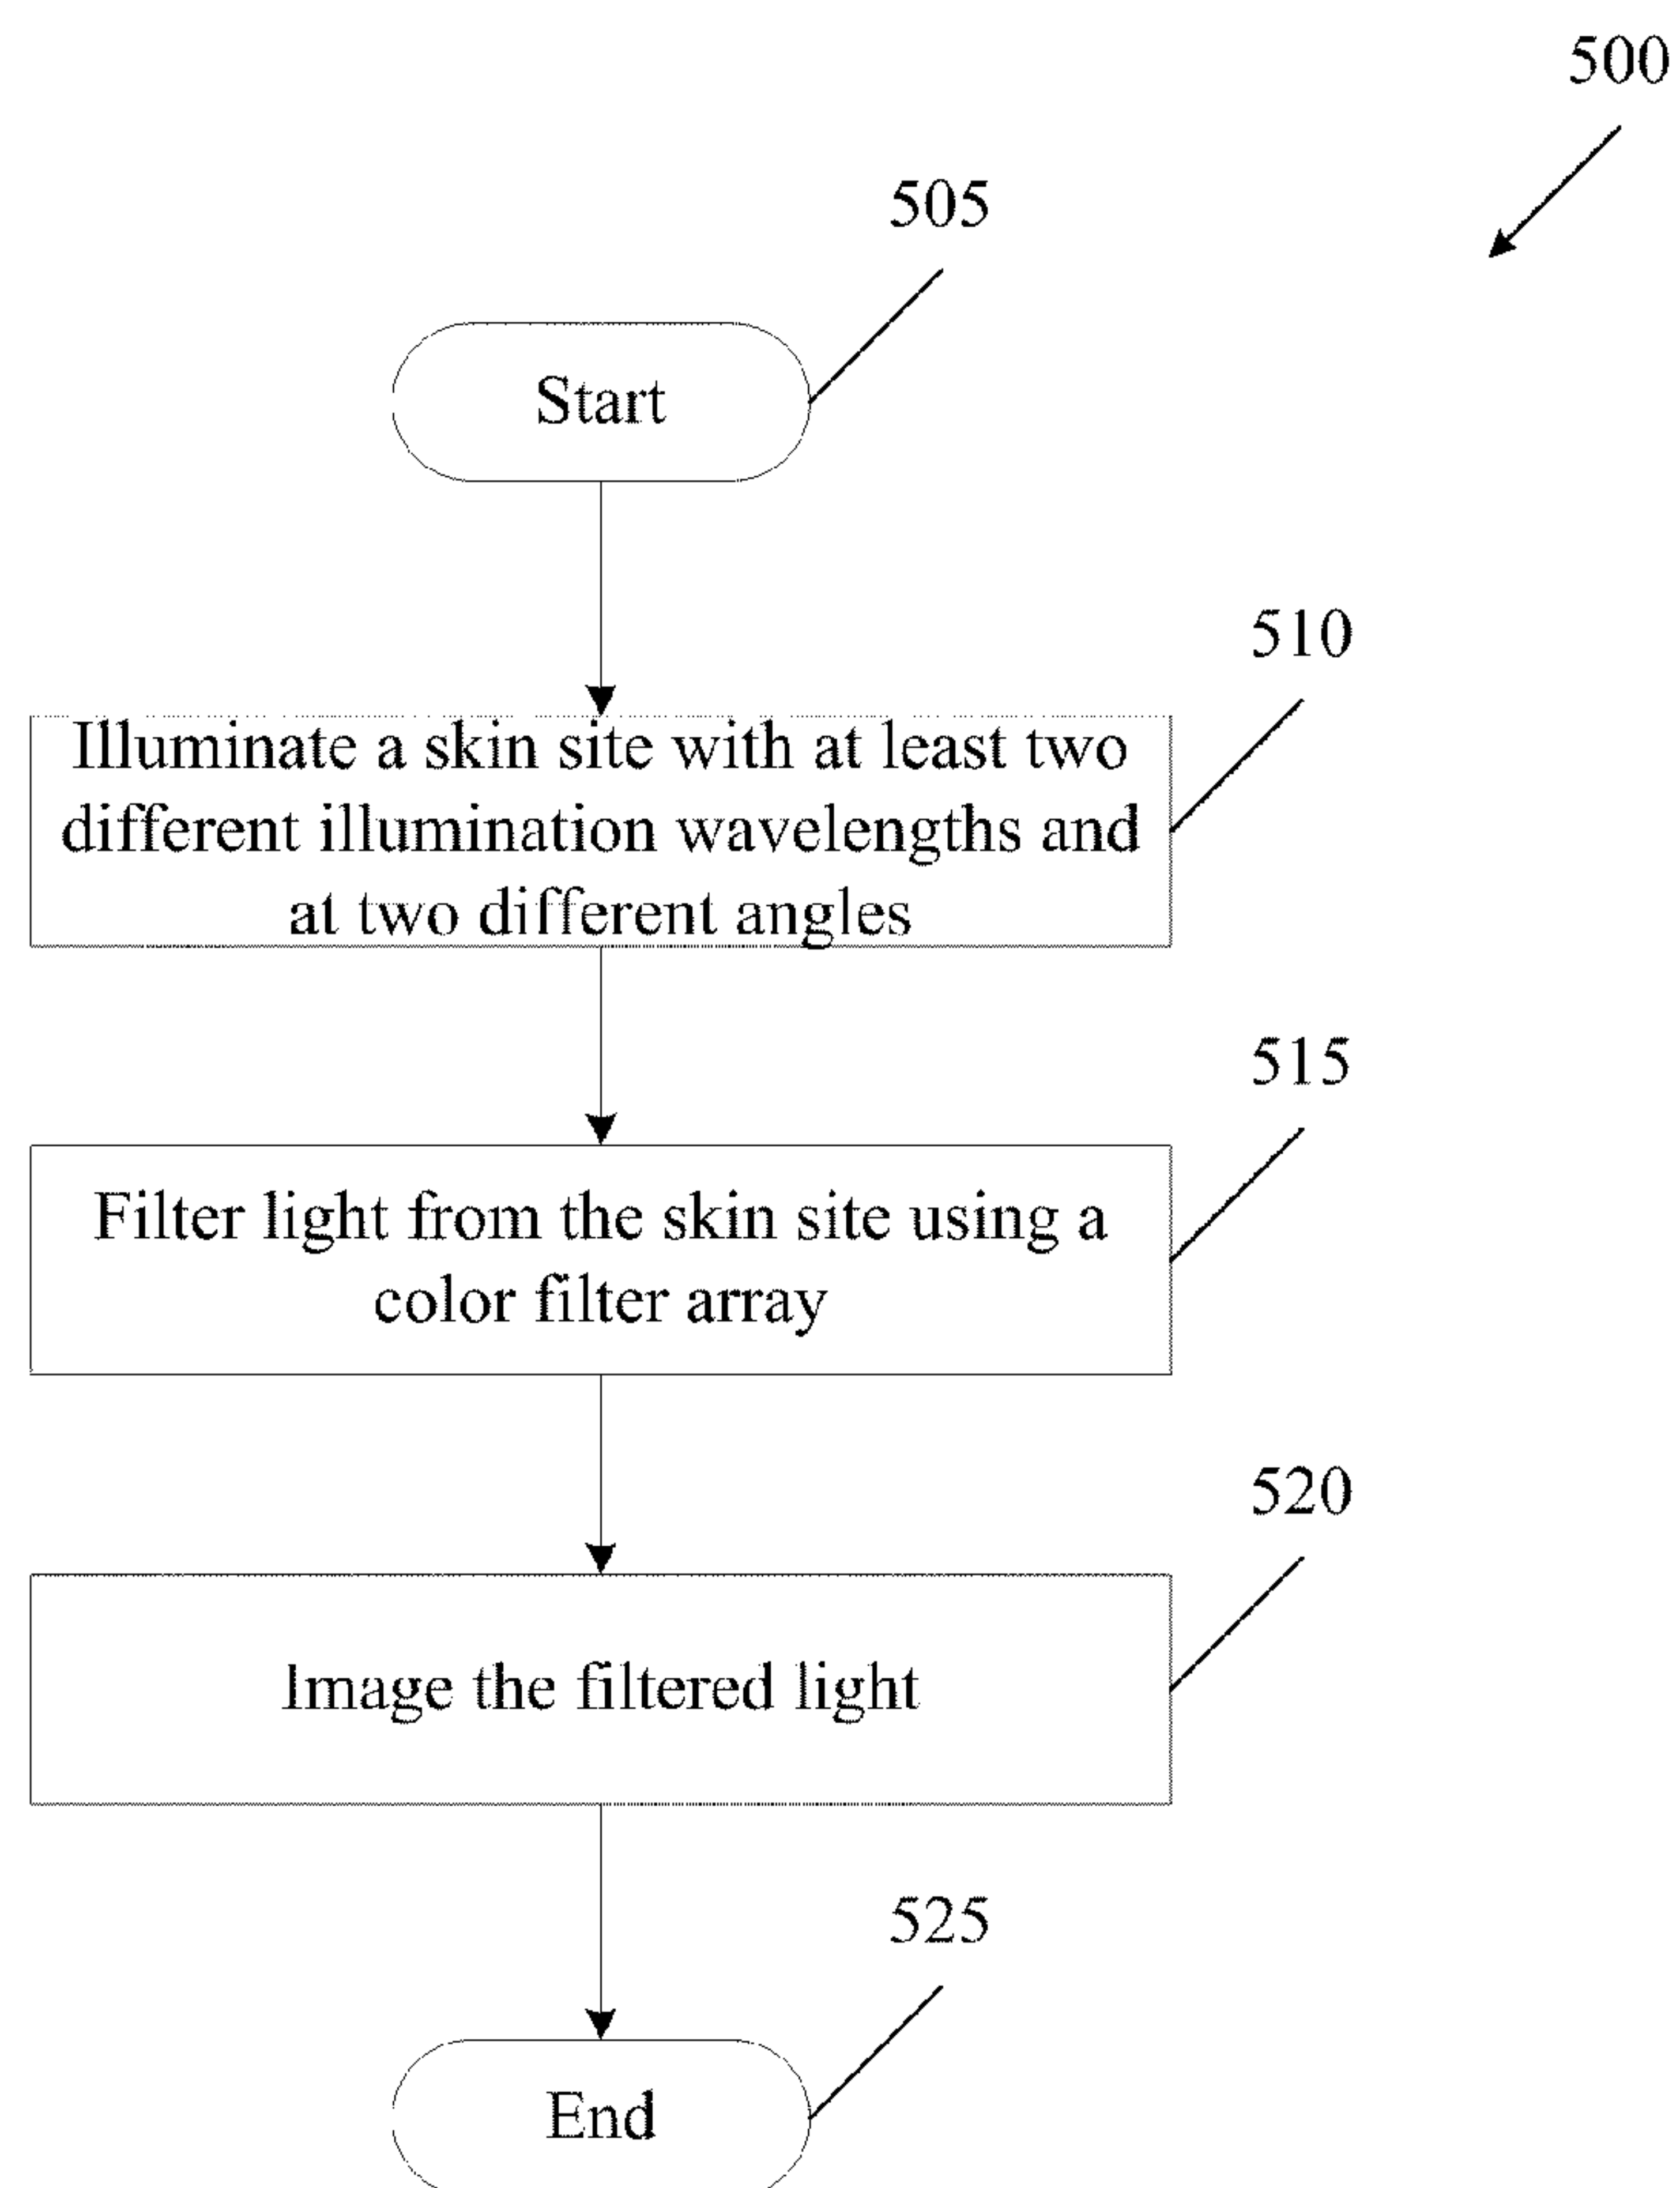 500
505
Start
510
Illuminate a skin site with at least two
different illumination wavelengths and
at two different angles
515
Filter light from the skin site using a
color filter array
520
Image the filtered light
525
End